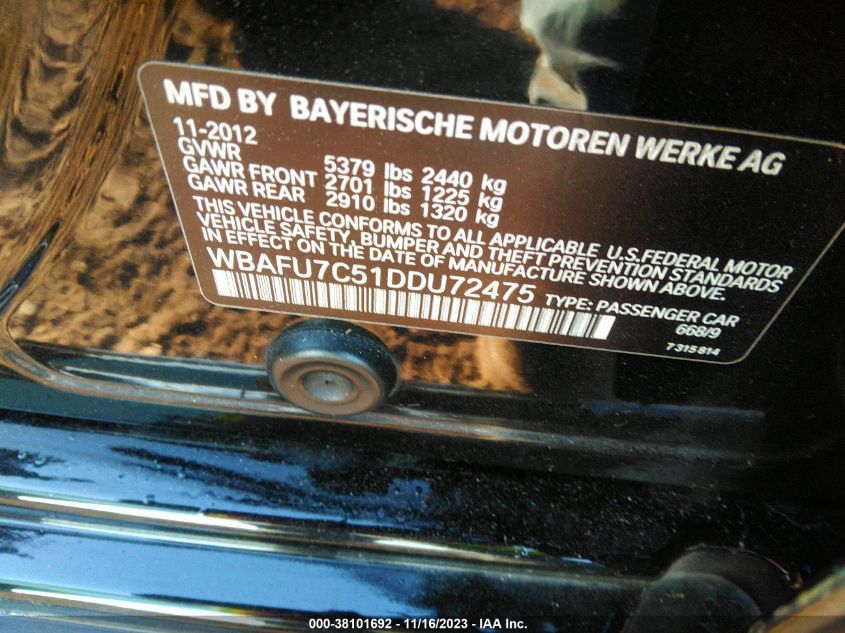 MFD BY BAYERISCHE MOTOREN WERKE AG
11-2012
GVWR 5379 lbs 2440 kg
GAWR FRONT 2701 lbs 1225 kg
GAWR REAR 2910 lbs 1320 kg
THIS VEHICLE CONFORMS TO ALL APPLICABLE U.S.FEDERAL MOTOR
VEHICLE SAFETY, BUMPER AND THEFT PREVENTION STANDARDS
IN EFFECT ON THE DATE OF MANUFACTURE SHOWN ABOVE.
WBAFU7C51DDU72475 TYPE: PASSENGER CAR
668/9
7 315 814
000-38101692 - 11/16/2023 - IAA Inc.